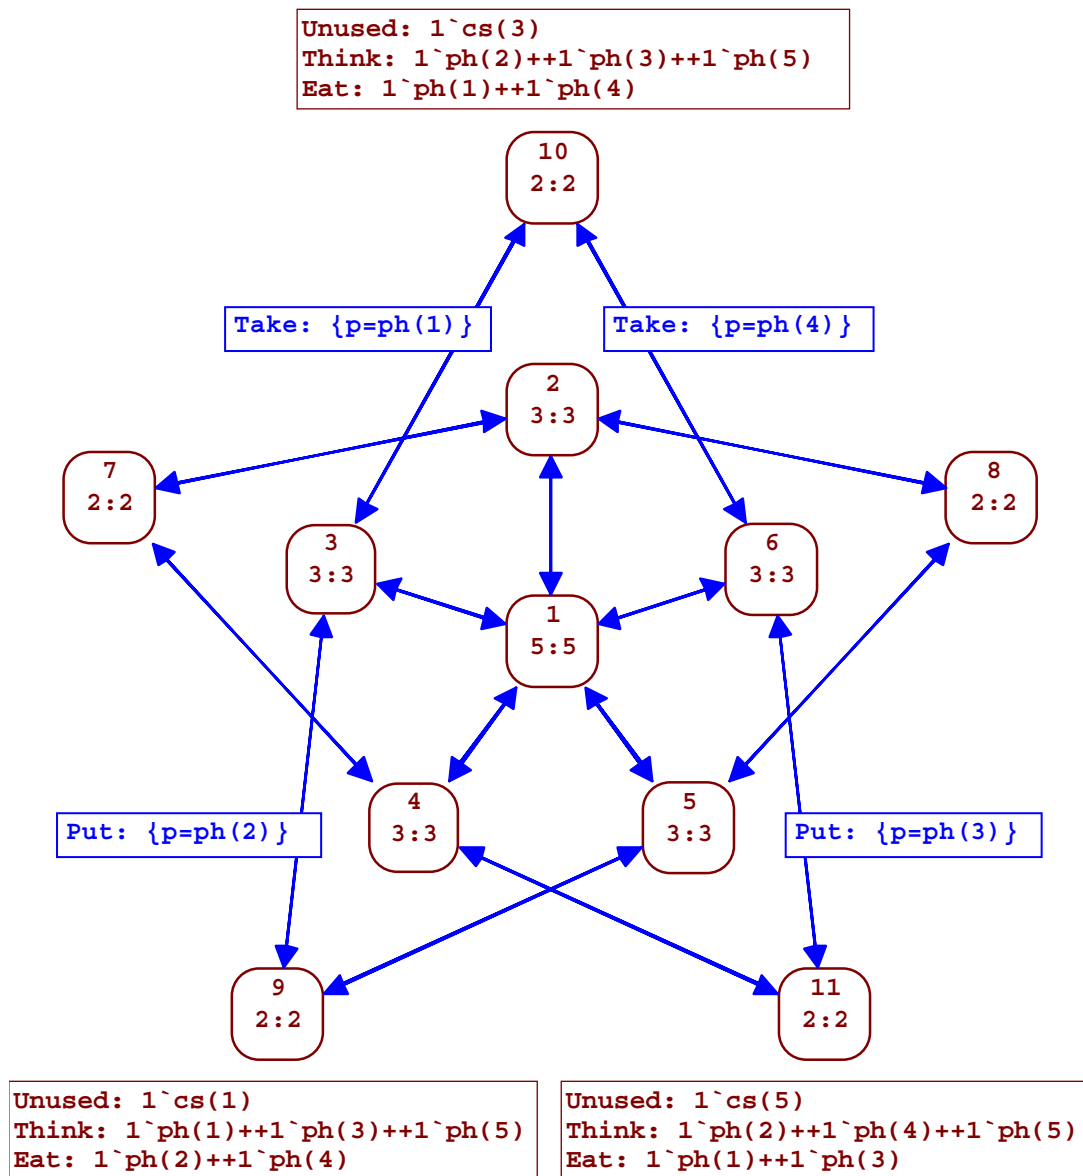 Unused: 1`cs(3)
Think: 1`ph(2)++1`ph(3)++1`ph(5)
Eat: 1`ph(1)++1`ph(4)
10
2:2
Take: {p=ph(1)}
Take: {p=ph(4)}
2
3:3
7
2:2
8
2:2
3
3:3
6
3:3
1
5:5
4
3:3
5
3:3
Put: {p=ph(2)}
Put: {p=ph(3)}
9
2:2
11
2:2
Unused: 1`cs(1)
Think: 1`ph(1)++1`ph(3)++1`ph(5)
Eat: 1`ph(2)++1`ph(4)
Unused: 1`cs(5)
Think: 1`ph(2)++1`ph(4)++1`ph(5)
Eat: 1`ph(1)++1`ph(3)